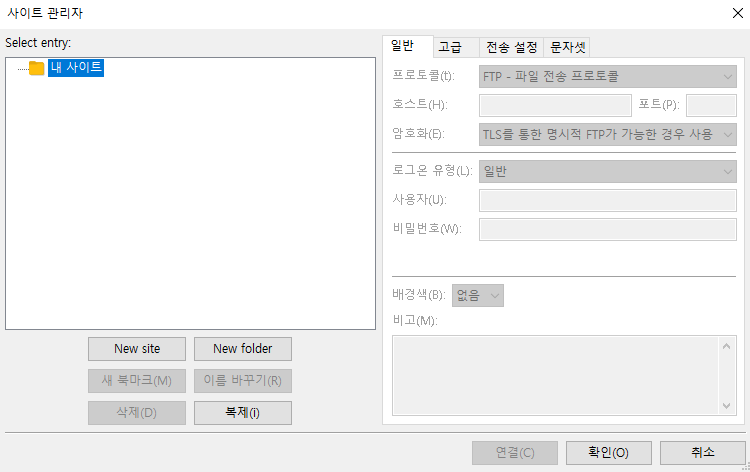 사이트 관리자
Select entry:
내 사이트
New site
New folder
새 북마크(M)
이름 바꾸기(R)
삭제(D)
복제(i)
일반
고급
전송 설정
문자셋
프로토콜(t):
FTP - 파일 전송 프로토콜
호스트(H):
포트(P):
암호화(E):
TLS를 통한 명시적 FTP가 가능한 경우 사용
로그온 유형(L):
일반
사용자(U):
비밀번호(W):
배경색(B):
없음
비고(M):
연결(C)
확인(O)
취소